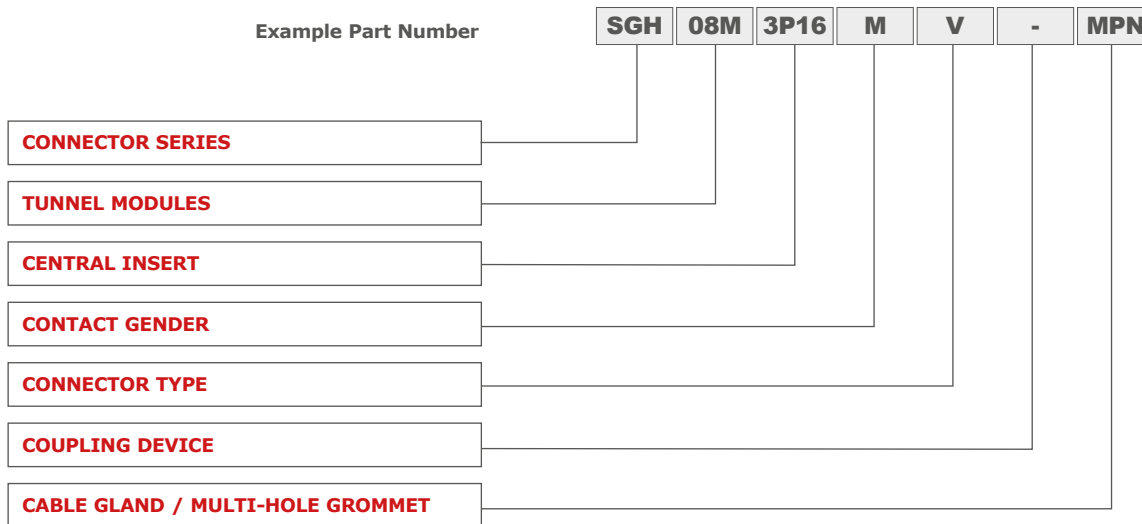 Example Part Number SGH 08M 3P16 M V - MPN
CONNECTOR SERIES
TUNNEL MODULES
CENTRAL INSERT
CONTACT GENDER
CONNECTOR TYPE
COUPLING DEVICE
CABLE GLAND / MULTI-HOLE GROMMET